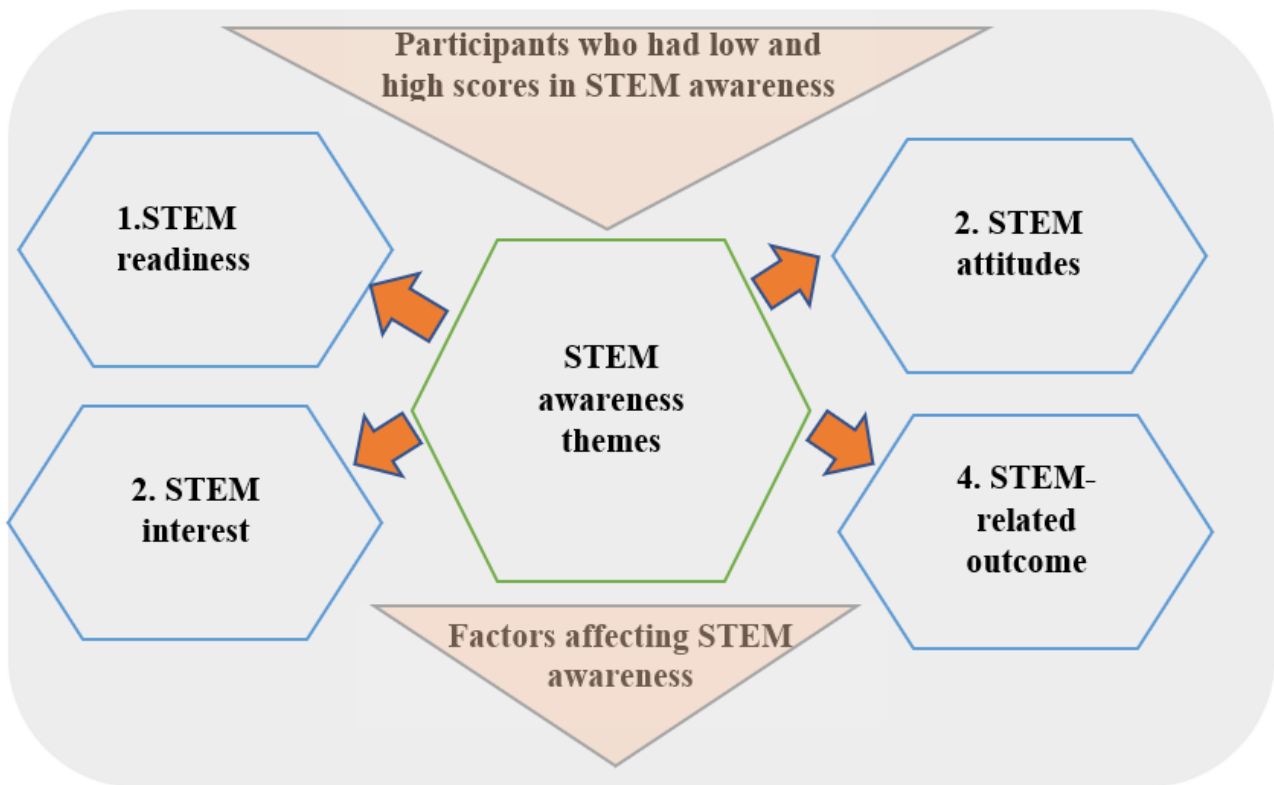 Participants who had low and
high scores in STEM awareness
1.STEM
readiness
2. STEM
attitudes
STEM
awareness
themes
2. STEM
interest
4. STEM-
related
outcome
Factors affecting STEM
awareness